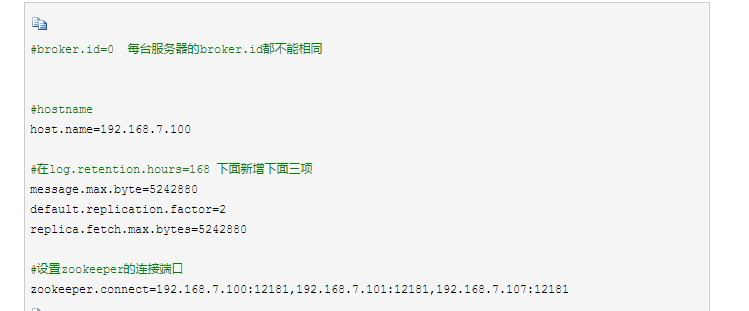 #broker.id=0  每台服务器的broker.id都不能相同
#hostname
host.name=192.168.7.100
#在log.retention.hours=168 下面新增下面三项
message.max.byte=5242880
default.replication.factor=2
replica.fetch.max.bytes=5242880
#设置zookeeper的连接端口
zookeeper.connect=192.168.7.100:12181,192.168.7.101:12181,192.168.7.107:12181